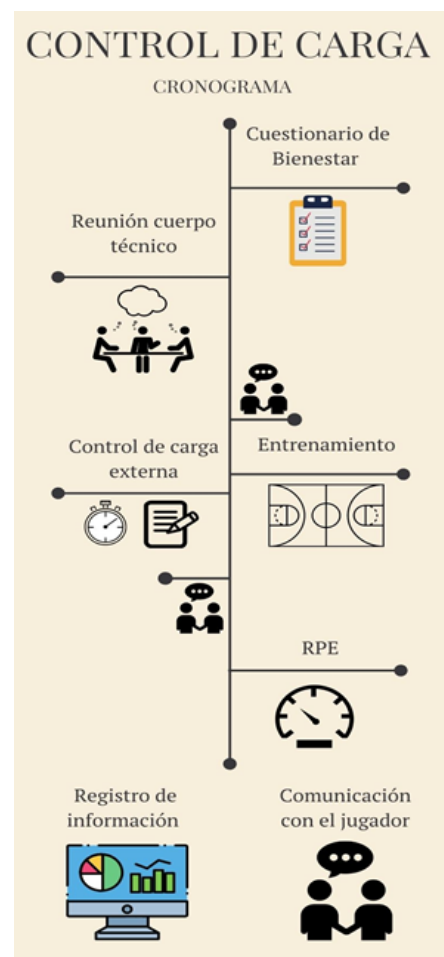 CONTROL DE CARGA
CRONOGRAMA
Cuestionario de
Bienestar
Reunión cuerpo
técnico
Control de carga
externa
Entrenamiento
RPE
Registro de
información
Comunicación
con el jugador